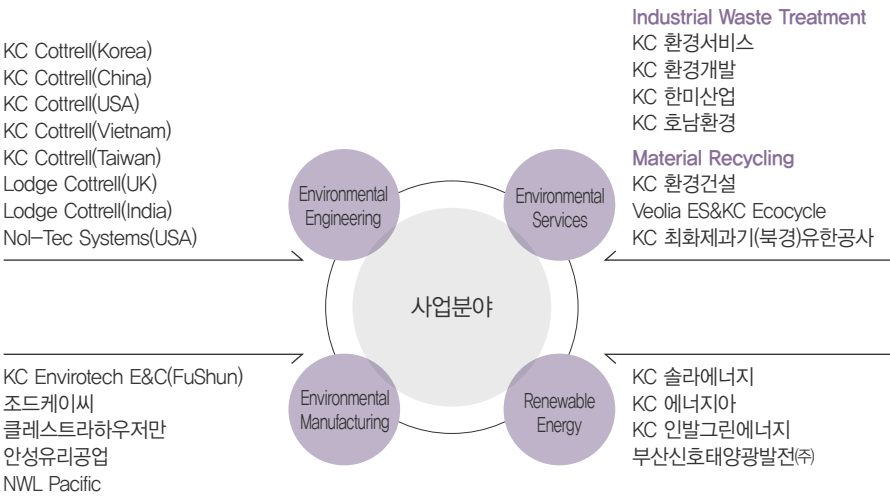 KC Cottrell(Korea)
KC Cottrell(China)
KC Cottrell(USA)
KC Cottrell(Vietnam)
KC Cottrell(Taiwan)
Lodge Cottrell(UK)
Lodge Cottrell(India)
Nol-Tec Systems(USA)
Environmental
Engineering
Environmental
Services
Industrial Waste Treatment
KC 환경서비스
KC 환경개발
KC 한미산업
KC 호남환경
Material Recycling
KC 환경건설
Veolia ES&KC Ecocycle
KC 최화제과기(북경)유한공사
사업분야
KC Envirotech E&C(FuShun)
조드케이씨
클레스트라하우저만
안성유리공업
NWL Pacific
Environmental
Manufacturing
Renewable
Energy
KC 솔라에너지
KC 에너지아
KC 인발그린에너지
부산신호태양광발전㈜